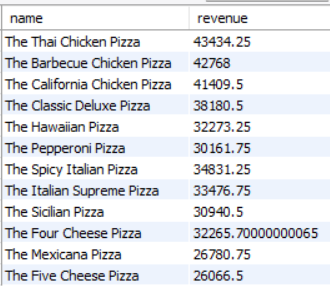 name revenue
The Thai Chicken Pizza 43434.25
The Barbecue Chicken Pizza 42768
The California Chicken Pizza 41409.5
The Classic Deluxe Pizza 38180.5
The Hawaiian Pizza 32273.25
The Pepperoni Pizza 30161.75
The Spicy Italian Pizza 34831.25
The Italian Supreme Pizza 33476.75
The Sicilian Pizza 30940.5
The Four Cheese Pizza 32265.70000000065
The Mexicana Pizza 26780.75
The Five Cheese Pizza 26066.5